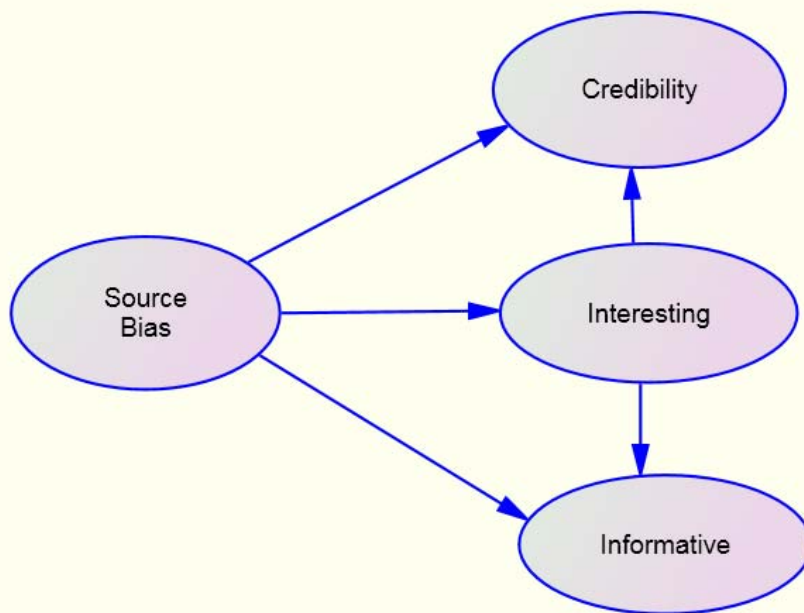 Credibility
Source
Bias
Interesting
Informative